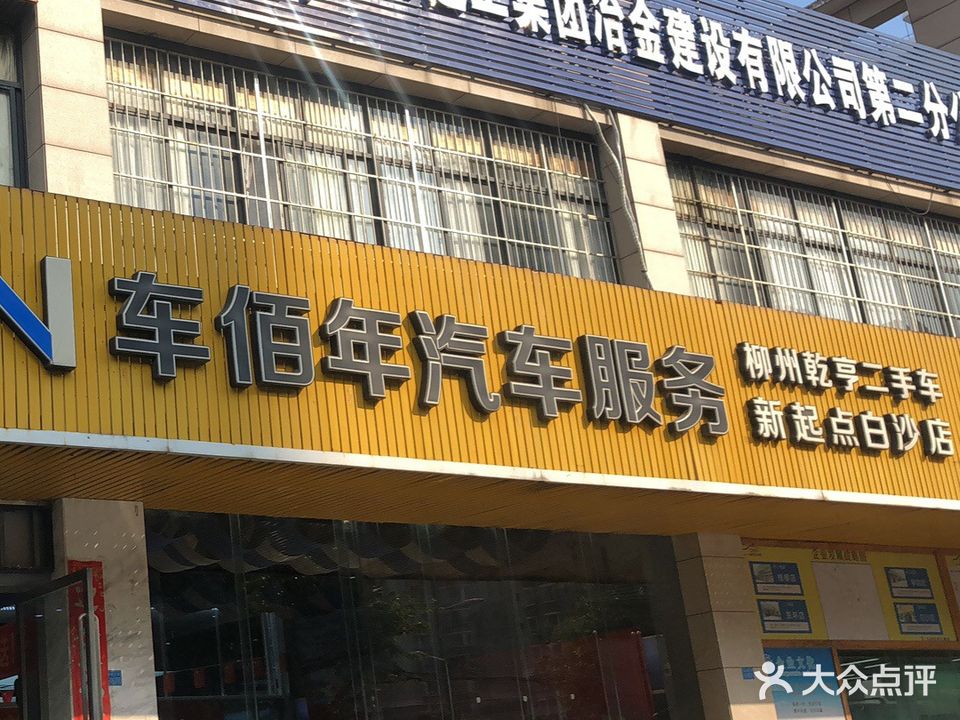 集团冶金建设有限公司第二分
车佰年汽车服务
柳州乾亨二手车
新起点白沙店
大众点评